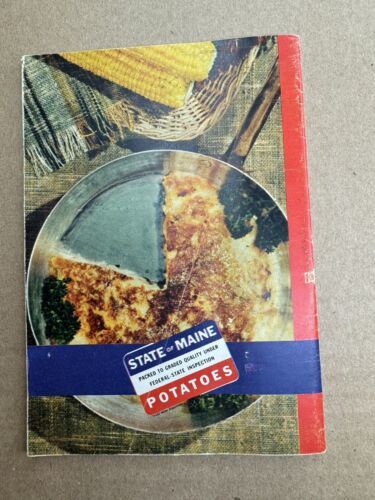 STATE OF MAINE
PACKED TO GRADED QUALITY UNDER
FEDERAL-STATE INSPECTION
POTATOES